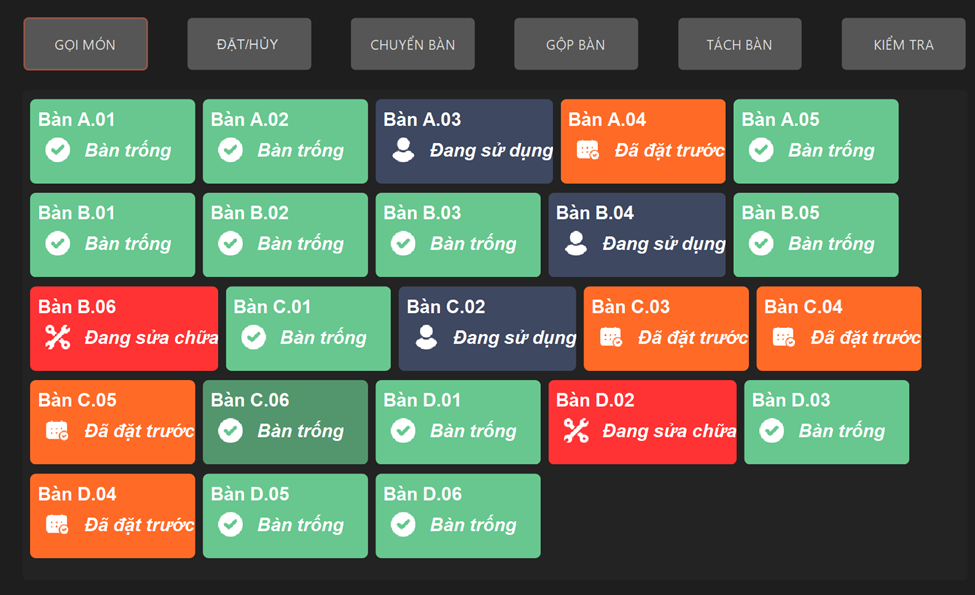 GỌI MÓN
ĐẶT/HỦY
CHUYỂN BÀN
GỘP BÀN
TÁCH BÀN
KIỂM TRA
Bàn A.01
Bàn trống
Bàn A.02
Bàn trống
Bàn A.03
Đang sử dụng
Bàn A.04
Đã đặt trước
Bàn A.05
Bàn trống
Bàn B.01
Bàn trống
Bàn B.02
Bàn trống
Bàn B.03
Bàn trống
Bàn B.04
Đang sử dụng
Bàn B.05
Bàn trống
Bàn B.06
Đang sửa chữa
Bàn C.01
Bàn trống
Bàn C.02
Đang sử dụng
Bàn C.03
Đã đặt trước
Bàn C.04
Đã đặt trước
Bàn C.05
Đã đặt trước
Bàn C.06
Bàn trống
Bàn D.01
Bàn trống
Bàn D.02
Đang sửa chữa
Bàn D.03
Bàn trống
Bàn D.04
Đã đặt trước
Bàn D.05
Bàn trống
Bàn D.06
Bàn trống